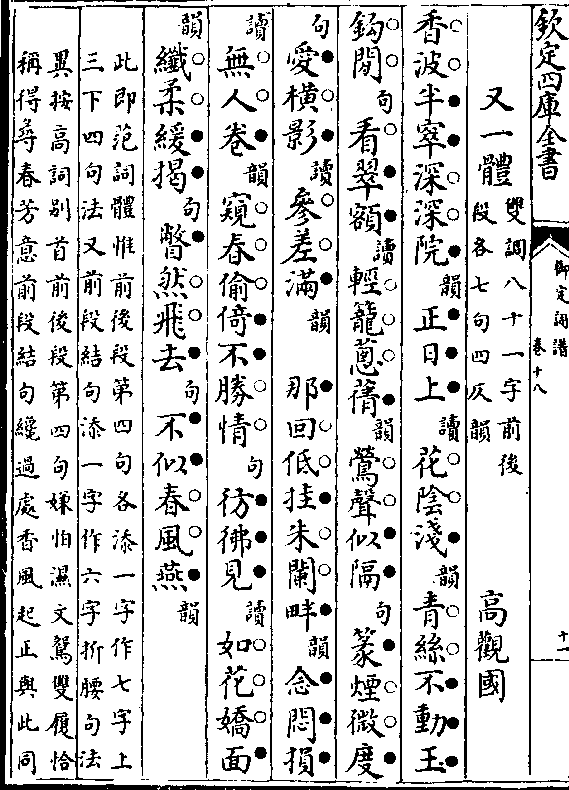 欽定四庫全書
御定詞譜
卷十八
十一
又一體
雙調八十一字前後
段各七句四仄韻
高觀國
香波半窣深深院韻正日上讀花陰淺韻青絲不動玉
鈎閒句看翠額讀輕籠蔥蒨韻鶯聲似隔句篆煙微度
句愛橫影讀參差滿韻那回低挂朱闌畔韻念悶損
讀無人卷韻窺春偷倚不勝情句彷彿見讀如花嬌面
韻纖柔緩揭句瞥然飛去句不似春風燕韻
此即范詞體惟前後段第四句各添一字作七字上
三下四句法又前段結句添一字作六字折腰句法
異按高詞別首前後段第四句嫌怕濕文鴛雙履恰
稱得尋春芳意前段結句纔過處香風起正與此同